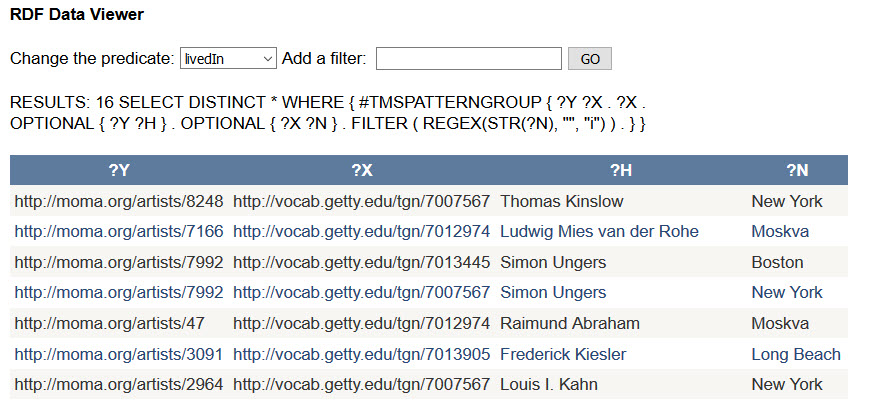 RDF Data Viewer
Change the predicate: livedIn Add a filter: GO
RESULTS: 16 SELECT DISTINCT * WHERE { #TMSPATTERNGROUP { ?Y ?X . ?X .
OPTIONAL { ?Y ?H } . OPTIONAL { ?X ?N } . FILTER ( REGEX(STR(?N), "", "i") ) . } }
?Y ?X ?H ?N
http://moma.org/artists/8248 http://vocab.getty.edu/tgn/7007567 Thomas Kinslow New York
http://moma.org/artists/7166 http://vocab.getty.edu/tgn/7012974 Ludwig Mies van der Rohe Moskva
http://moma.org/artists/7992 http://vocab.getty.edu/tgn/7013445 Simon Ungers Boston
http://moma.org/artists/7992 http://vocab.getty.edu/tgn/7007567 Simon Ungers New York
http://moma.org/artists/47 http://vocab.getty.edu/tgn/7012974 Raimund Abraham Moskva
http://moma.org/artists/3091 http://vocab.getty.edu/tgn/7013905 Frederick Kiesler Long Beach
http://moma.org/artists/2964 http://vocab.getty.edu/tgn/7007567 Louis I. Kahn New York